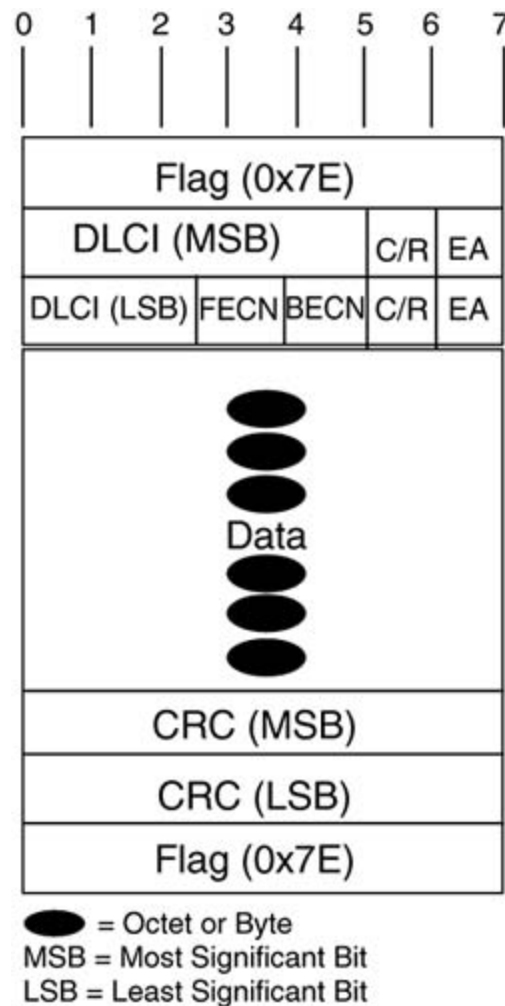 0 1 2 3 4 5 6 7
Flag (0x7E)
DLCI (MSB) C/R EA
DLCI (LSB) FECN BECN C/R EA
Data
CRC (MSB)
CRC (LSB)
Flag (0x7E)
= Octet or Byte
MSB = Most Significant Bit
LSB = Least Significant Bit